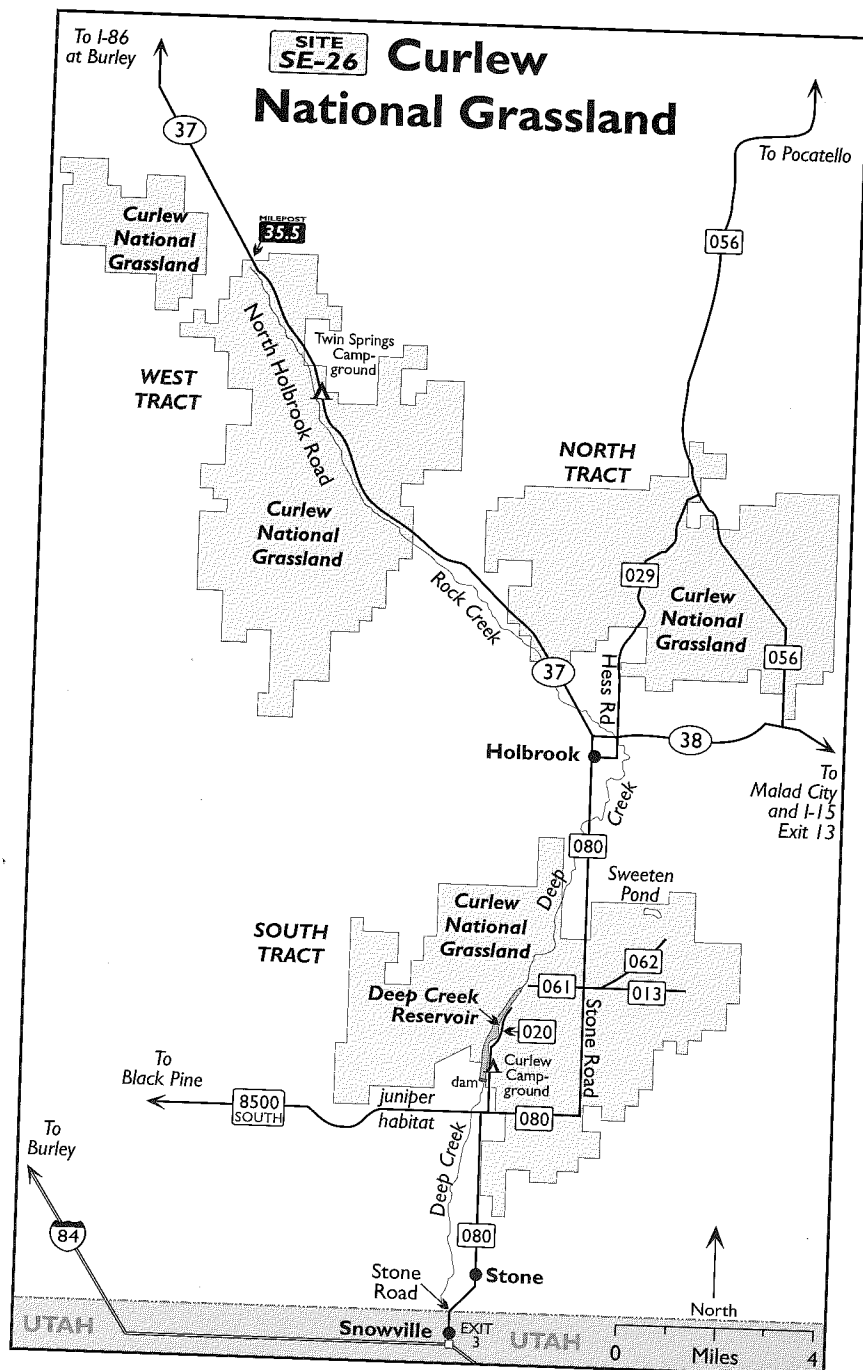 To I-86
at Burley
SITE
SE-26
Curlew
National Grassland
37
To Pocatello
MILEPOST
35.5
Curlew
National
Grassland
056
North Holbrook Road
Twin Springs
Camp-
ground
WEST
TRACT
NORTH
TRACT
Curlew
National
Grassland
029
Rock Creek
Curlew
National
Grassland
056
Hess Rd
37
38
Holbrook
To
Malad City
and I-15
Exit 13
Creek
080
Deep
Sweeten
Pond
Curlew
National
Grassland
SOUTH
TRACT
062
061
013
Deep Creek
Reservoir
020
Stone Road
Curlew
Camp-
ground
dam
To
Black Pine
8500
SOUTH
juniper
habitat
080
To
Burley
Deep Creek
84
080
Stone
Road
Stone
North
UTAH
Snowville
EXIT
3
UTAH
0
Miles
4